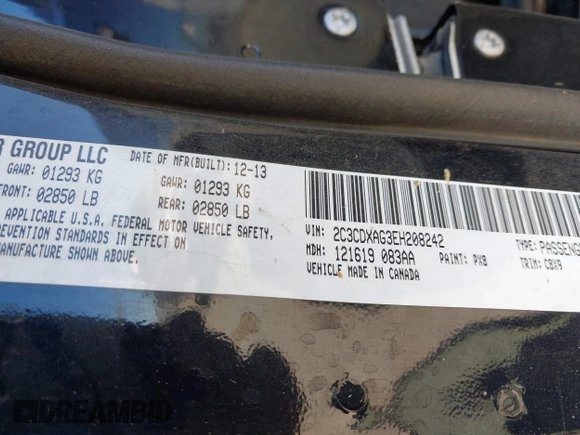 R GROUP LLC
DATE OF MFR(BUILT): 12-13
GAWR: 01293 KG
GAWR: 01293 KG
FRONT: 02850 LB
REAR: 02850 LB
APPLICABLE U.S.A. FEDERAL MOTOR VEHICLE SAFETY,
PREVENTION STANDARDS IN EFFECT ON
MANUFACTURE SHOWN ABOVE.
VIN: 2C3CDXAG3EH208242
TYPE: PASSENG
MDH: 121619 083AA
PAINT: PXB
TRIM: CBX9
VEHICLE MADE IN CANADA
DREAMBID